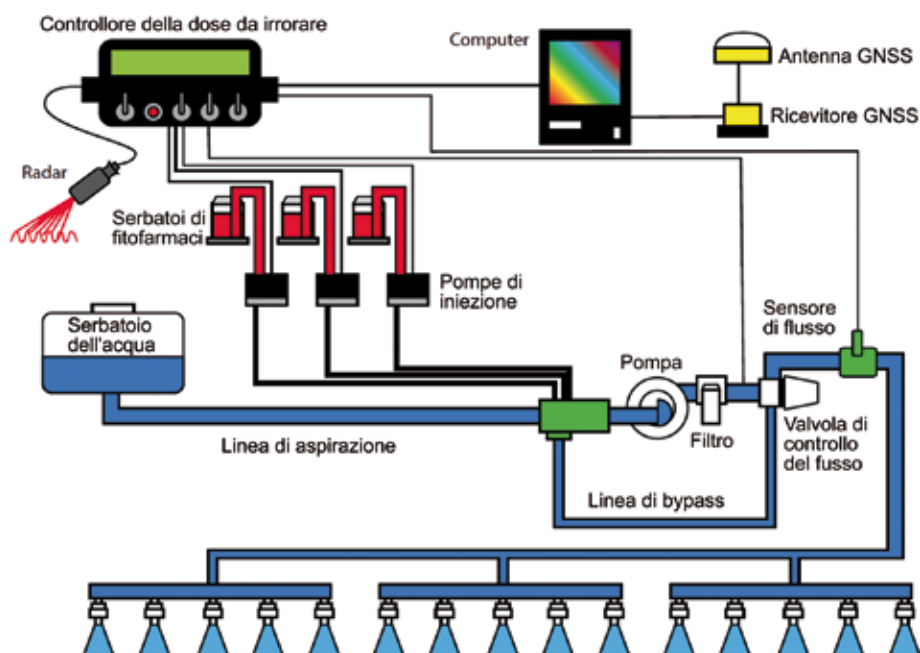 Controllore della dose da irrorare
Computer
Antenna GNSS
Ricevitore GNSS
Radar
Serbatoi di
fitofarmaci
Pompe di
iniezione
Serbatoio
dell'acqua
Sensore
di flusso
Pompa
Linea di aspirazione
Filtro
Valvola di
controllo
del fusso
Linea di bypass